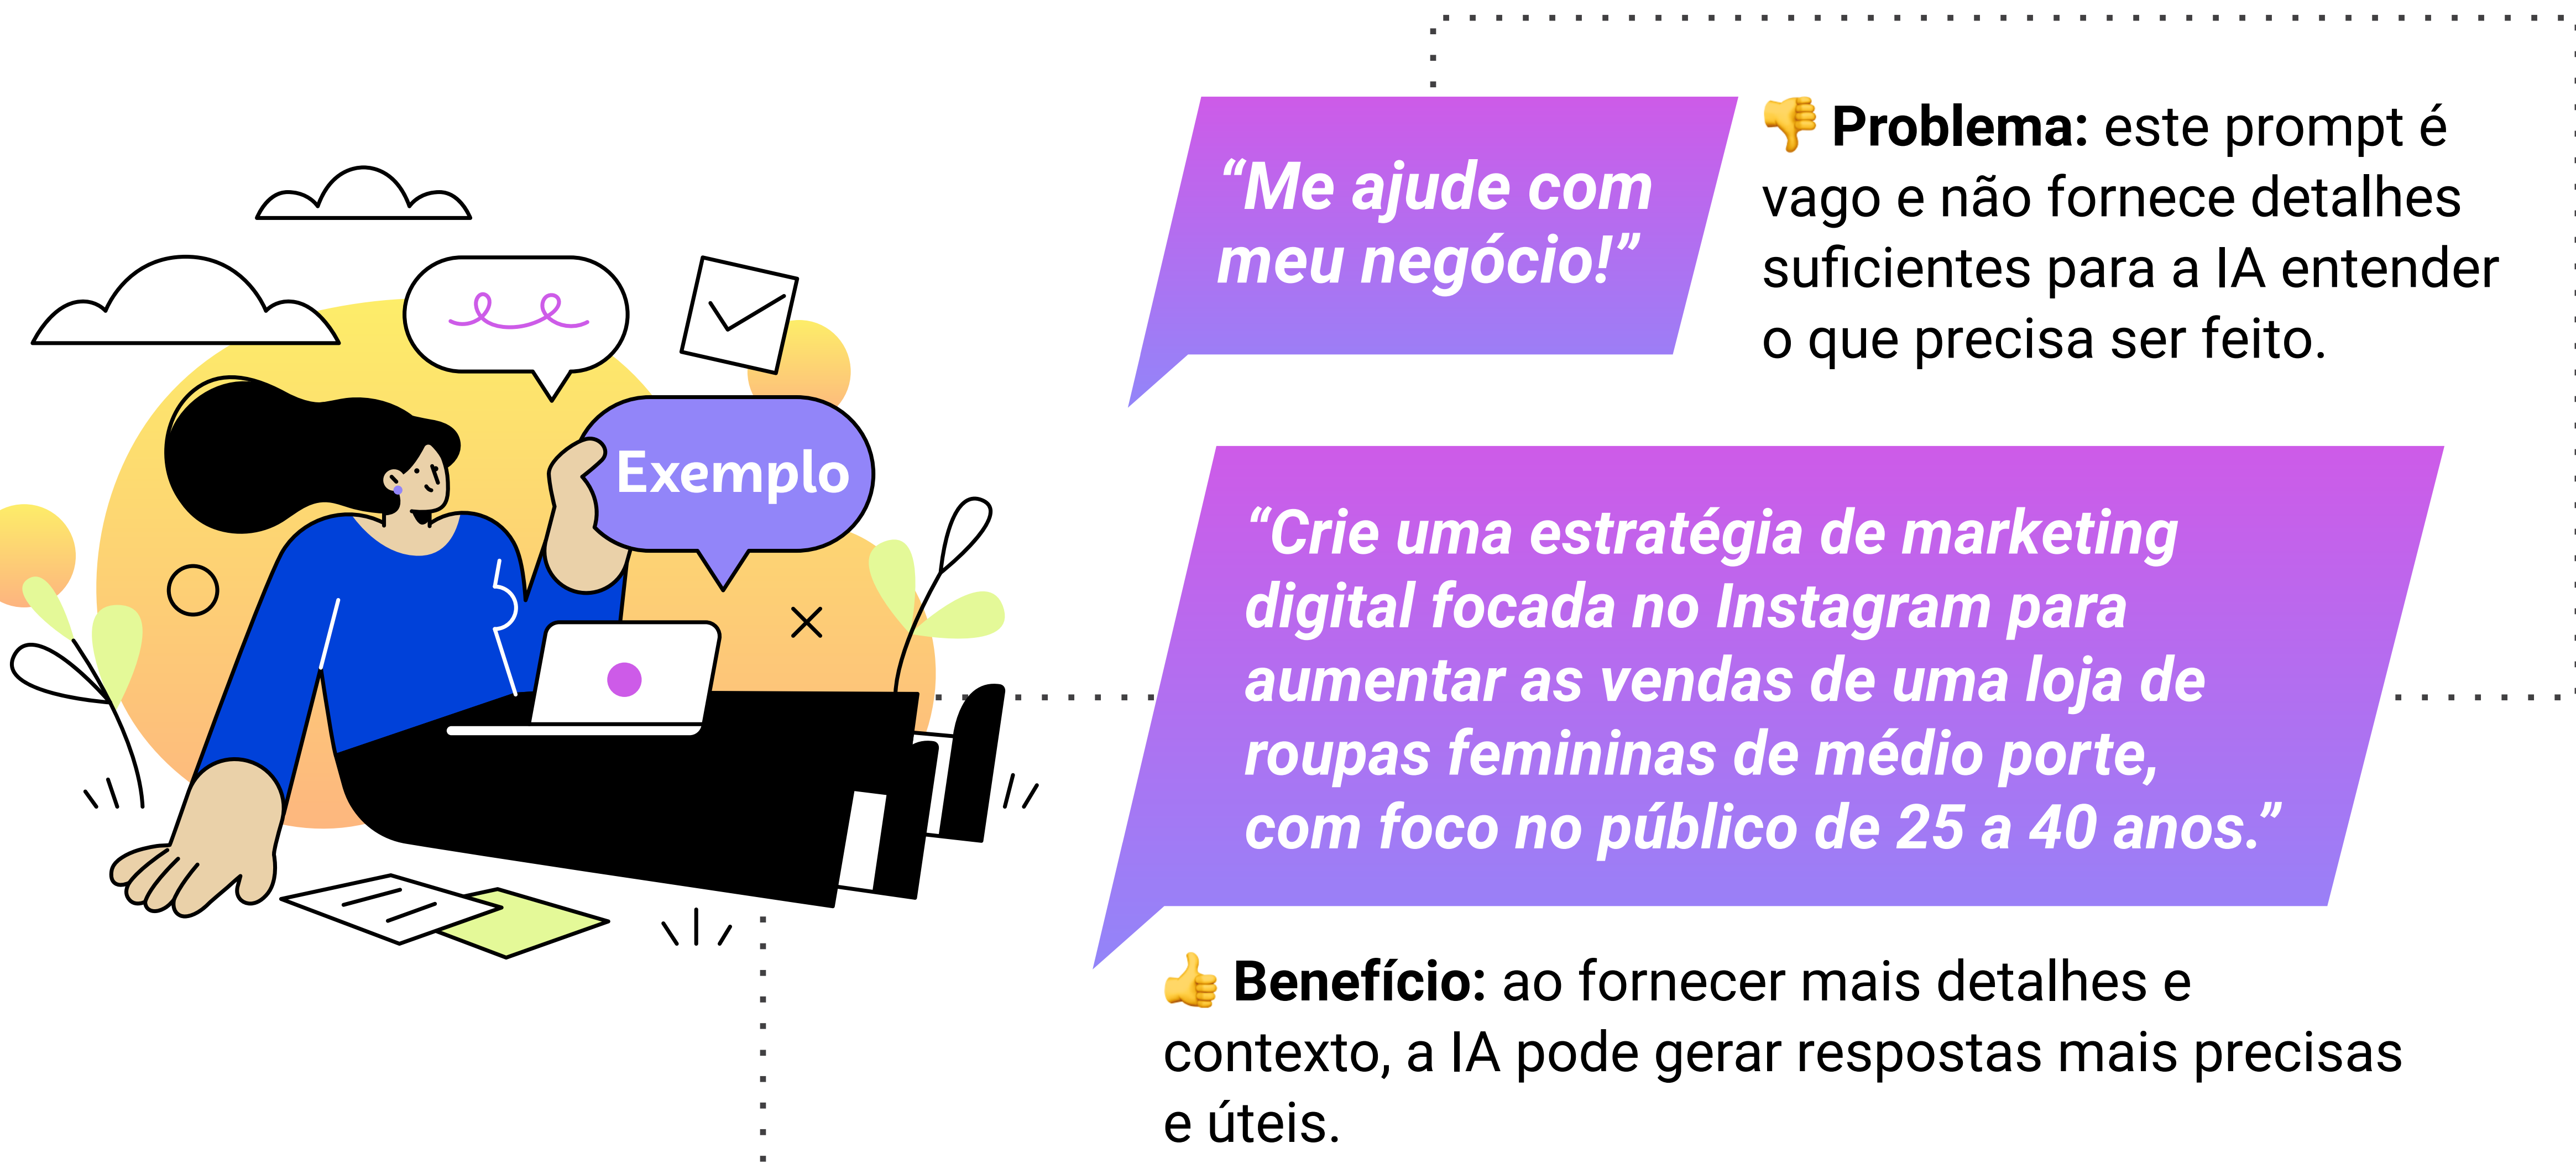 Exemplo
“Me ajude com
meu negócio!”
👎 Problema: este prompt é
vago e não fornece detalhes
suficientes para a IA entender
o que precisa ser feito.
“Crie uma estratégia de marketing
digital focada no Instagram para
aumentar as vendas de uma loja de
roupas femininas de médio porte,
com foco no público de 25 a 40 anos.”
👍 Benefício: ao fornecer mais detalhes e
contexto, a IA pode gerar respostas mais precisas
e úteis.